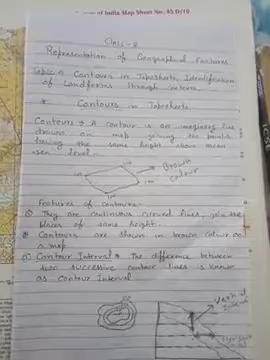 of India Map Sheet No. 45 D/10
Class-9
Representation of Geographical Features
Topic: Contours in Toposheets, Identification
of Landforms through contours
* Contours in Toposheets
Contours → A contour is an imaginary line
drawn on map joining the points
having the same height above mean
sea level.
Brown
Colour
Features of contours-
① They are continuous curved lines, join the
places of same height.
② Contours are shown in brown colour on
a map
③ Contour Interval → The difference between
two successive contour lines is known
as contour Interval
Vertical
Interval